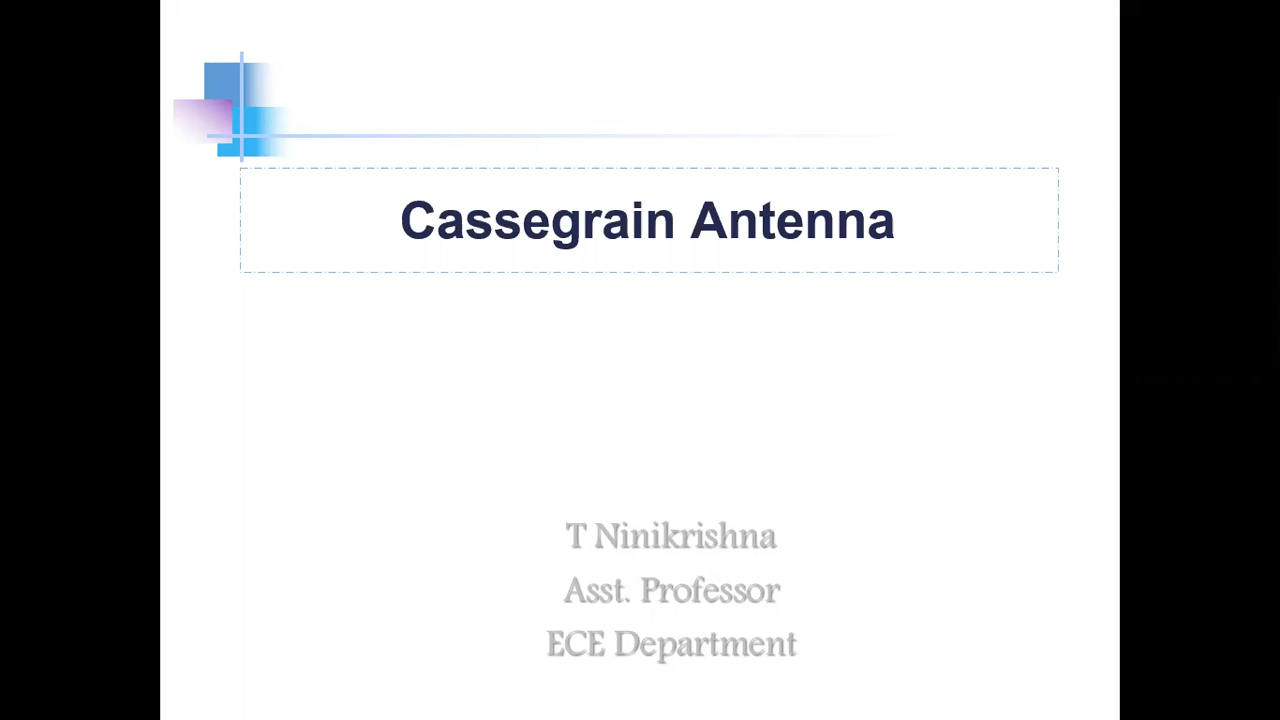 Cassegrain Antenna
T Ninikrishna
Asst. Professor
ECE Department